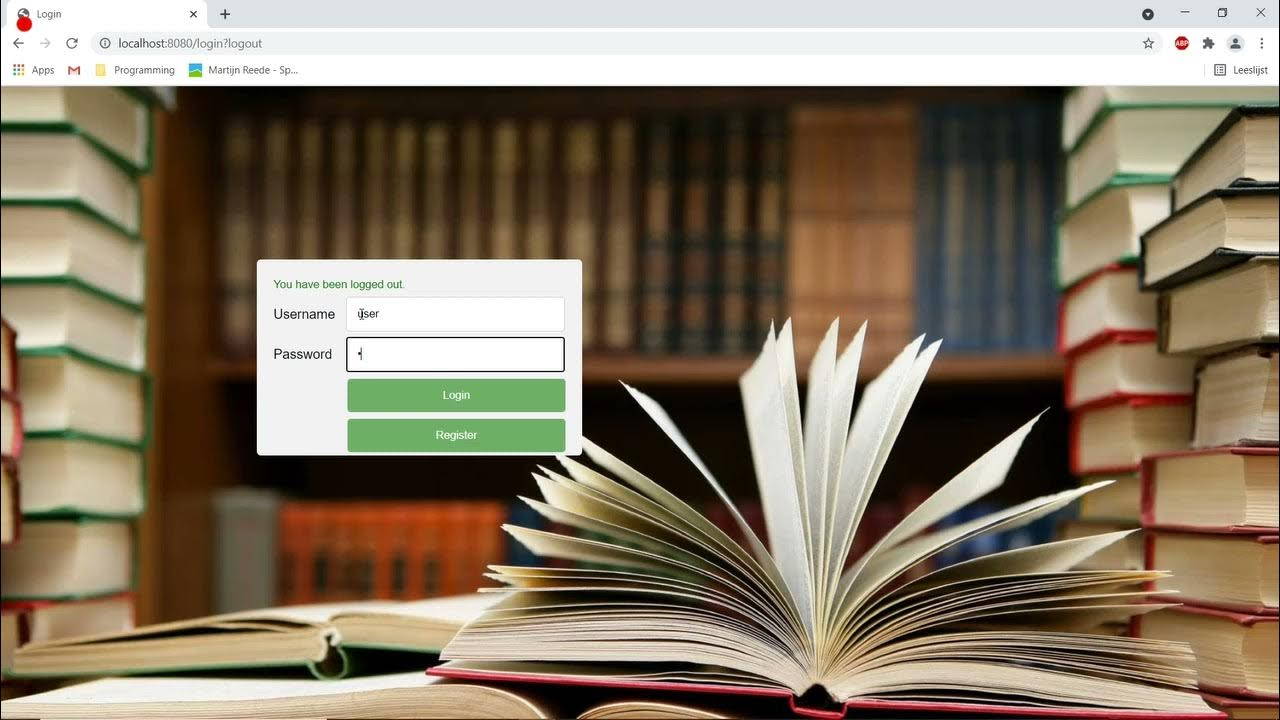 Login
localhost:8080/login?logout
ABP
Apps Programming Martijn Reede - Sp... Leeslijst
You have been logged out.
Username user
Password
Login
Register